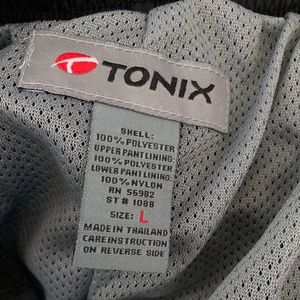 TONIX
SHELL:
100% POLYESTER
UPPER PANT LINING:
100% POLYESTER
LOWER PANT LINING:
100% NYLON
RN 56982
ST # 1088
SIZE: L
MADE IN THAILAND
CARE INSTRUCTION
ON REVERSE SIDE